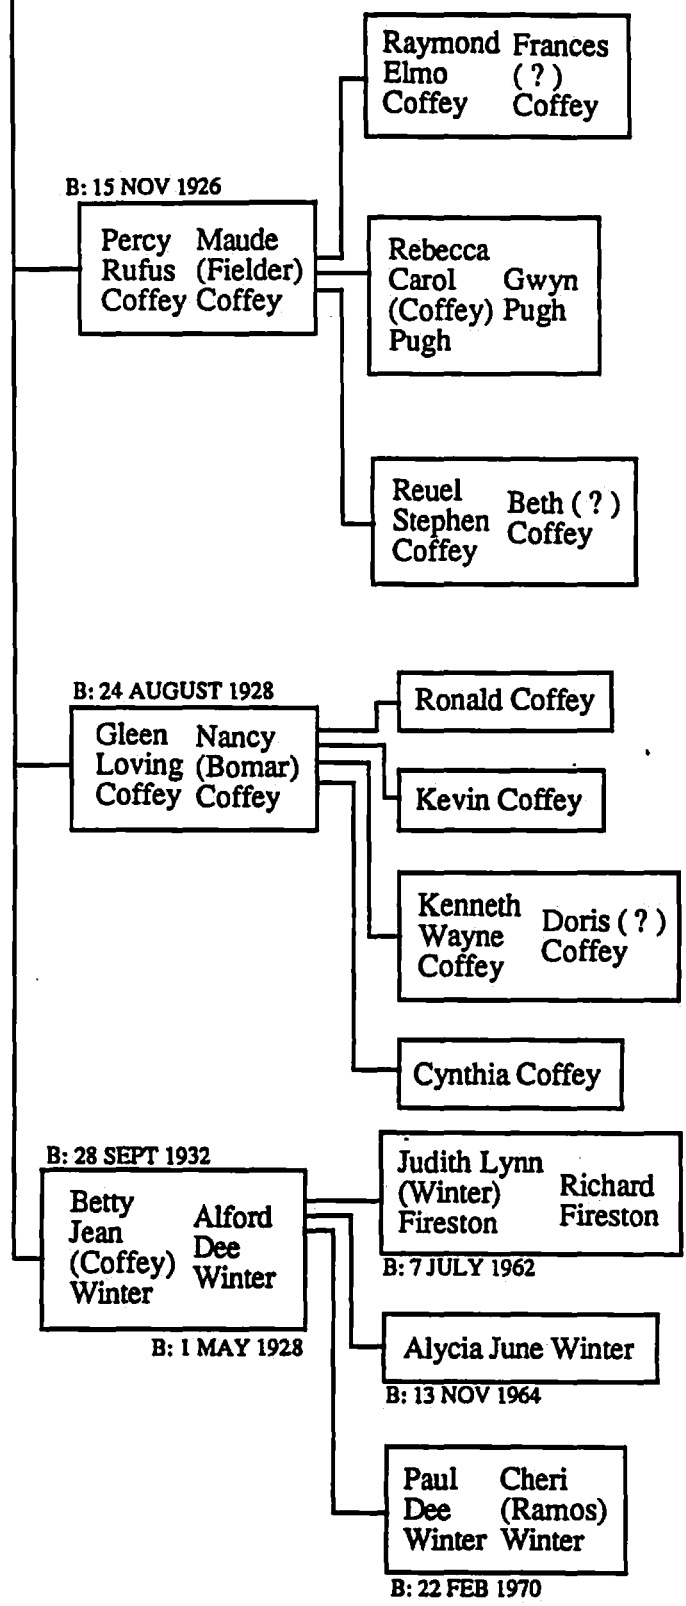 Raymond Frances
Elmo ( ? )
Coffey Coffey
B: 15 NOV 1926
Percy Maude
Rufus (Fielder)
Coffey Coffey
Rebecca
Carol Gwyn
(Coffey) Pugh
Pugh
Reuel
Stephen
Coffey
Beth ( ? )
Coffey
B: 24 AUGUST 1928
Gleen Nancy
Loving (Bomar)
Coffey Coffey
Ronald Coffey
Kevin Coffey
Kenneth
Wayne
Coffey
Doris ( ? )
Coffey
Cynthia Coffey
B: 28 SEPT 1932
Betty
Jean
(Coffey)
Winter
Alford
Dee
Winter
B: 1 MAY 1928
Judith Lynn
(Winter)
Fireston
Richard
Fireston
B: 7 JULY 1962
Alycia June Winter
B: 13 NOV 1964
Paul Cheri
Dee (Ramos)
Winter Winter
B: 22 FEB 1970